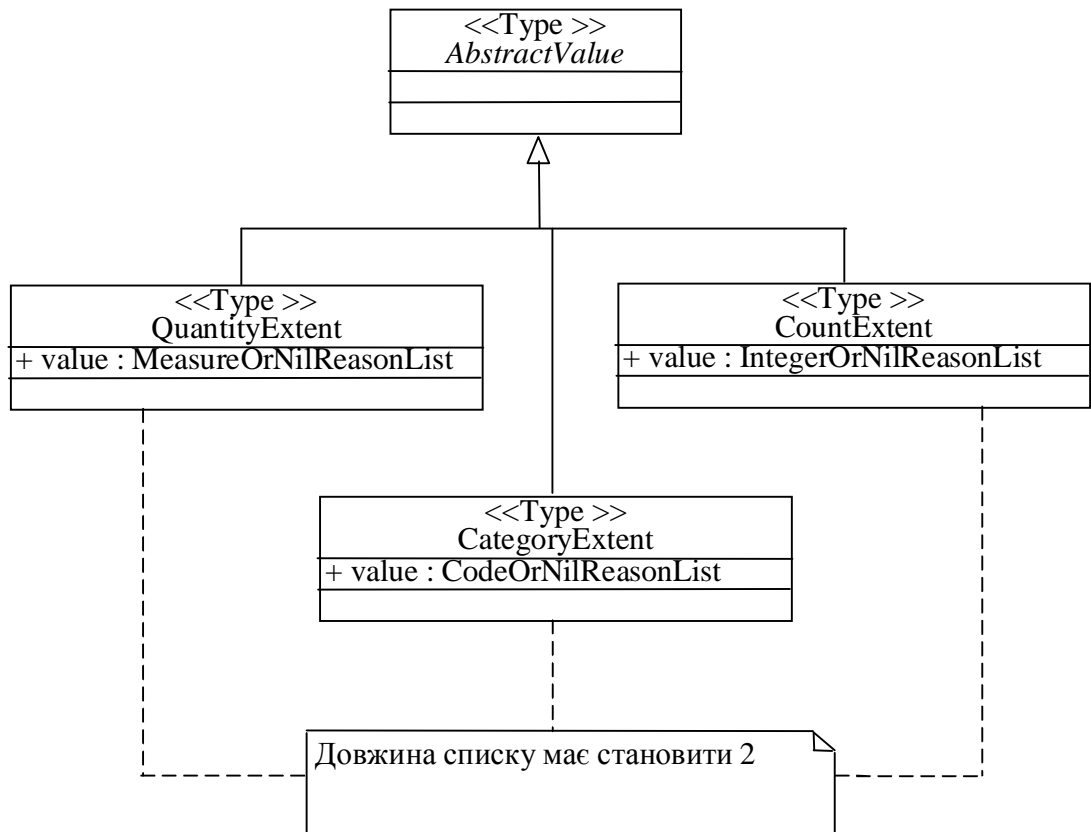 <<Type >>
AbstractValue
<<Type >>
QuantityExtent
+ value : MeasureOrNilReasonList
<<Type >>
CountExtent
+ value : IntegerOrNilReasonList
<<Type >>
CategoryExtent
+ value : CodeOrNilReasonList
Довжина списку має становити 2